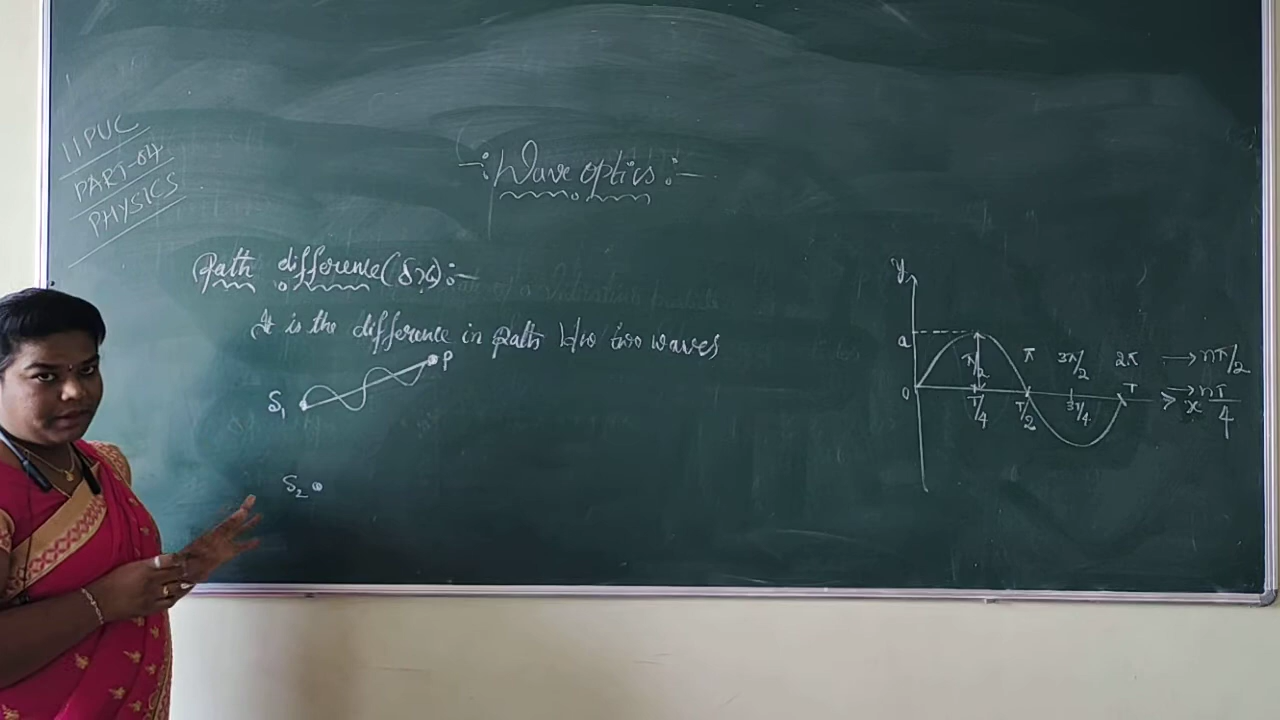 II PUC
PART-04
PHYSICS
-: Wave optics :-
Path difference (δx) :-
It is the difference in path b/w two waves
S₁
P
S₂
y
a
0
π/2 π 3π/2 2π → nπ/2
T/4 T/2 3T/4 T → nT/4
x